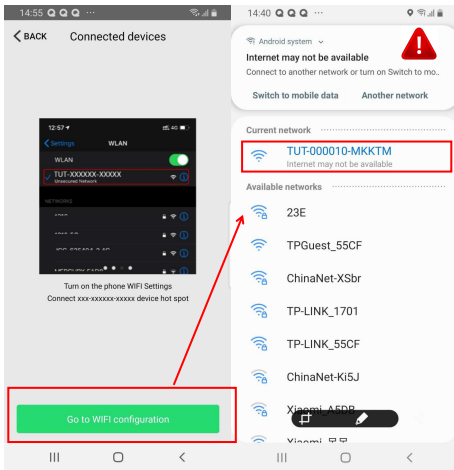 14:55
BACK
Connected devices
12:57
4G
Settings
WLAN
WLAN
TUT-XXXXXX-XXXXX
Unsecured Network
NETWORKS
Turn on the phone WIFI Settings
Connect xxx-xxxxxx-xxxxx device hot spot
Go to WIFI configuration
14:40
Android system
Internet may not be available
Connect to another network or turn on Switch to mo..
Switch to mobile data
Another network
Current network
TUT-000010-MKKTM
Internet may not be available
Available networks
23E
TPGuest_55CF
ChinaNet-XSbr
TP-LINK_1701
TP-LINK_55CF
ChinaNet-Ki5J
Xiaomi_A5DB
Xiaomi